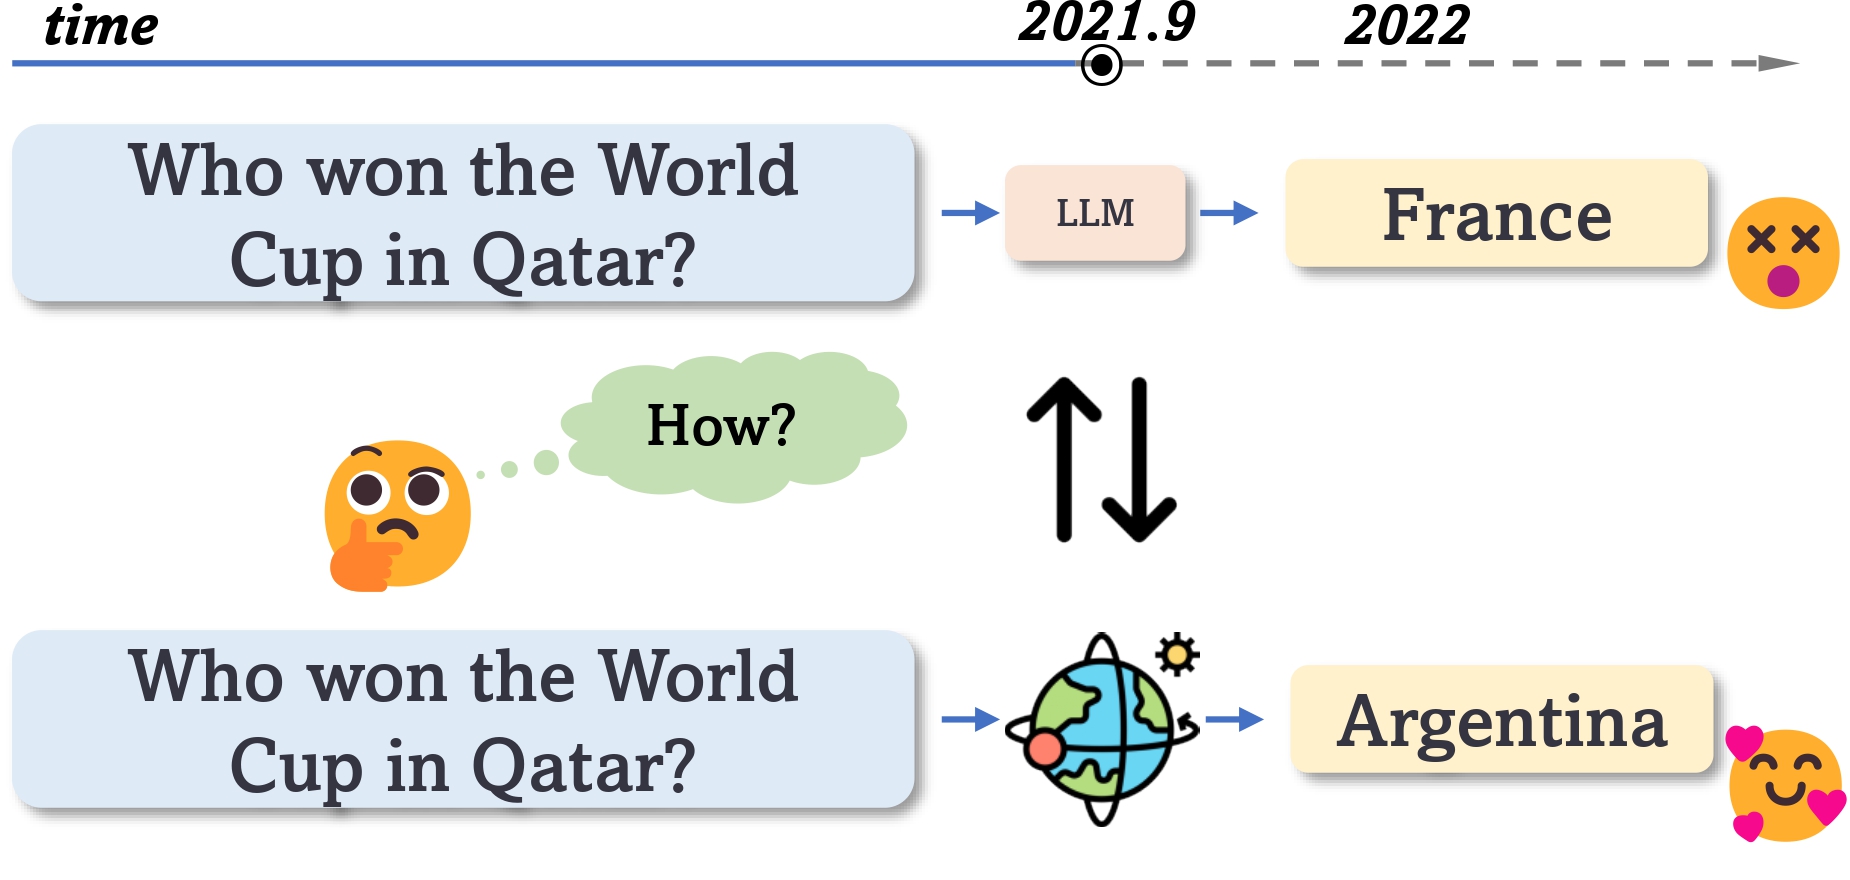 time
2021.9
2022
Who won the World
Cup in Qatar?
LLM
France
How?
Who won the World
Cup in Qatar?
Argentina